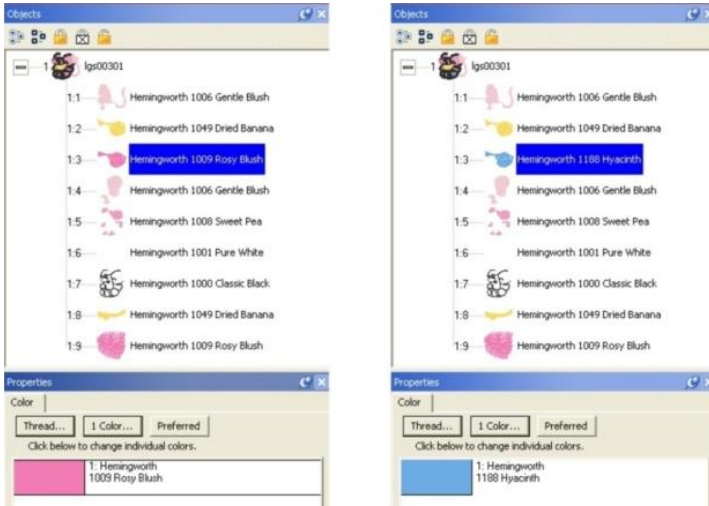 Objects
1 lgs00301
1:1 Hemingworth 1006 Gentle Blush
1:2 Hemingworth 1049 Dried Banana
1:3 Hemingworth 1009 Rosy Blush
1:4 Hemingworth 1006 Gentle Blush
1:5 Hemingworth 1008 Sweet Pea
1:6 Hemingworth 1001 Pure White
1:7 Hemingworth 1000 Classic Black
1:8 Hemingworth 1049 Dried Banana
1:9 Hemingworth 1009 Rosy Blush
Properties
Color
Thread... 1 Color... Preferred
Click below to change individual colors.
1: Hemingworth
1009 Rosy Blush
Objects
1 lgs00301
1:1 Hemingworth 1006 Gentle Blush
1:2 Hemingworth 1049 Dried Banana
1:3 Hemingworth 1188 Hyacinth
1:4 Hemingworth 1006 Gentle Blush
1:5 Hemingworth 1008 Sweet Pea
1:6 Hemingworth 1001 Pure White
1:7 Hemingworth 1000 Classic Black
1:8 Hemingworth 1049 Dried Banana
1:9 Hemingworth 1009 Rosy Blush
Properties
Color
Thread... 1 Color... Preferred
Click below to change individual colors.
1: Hemingworth
1188 Hyacinth